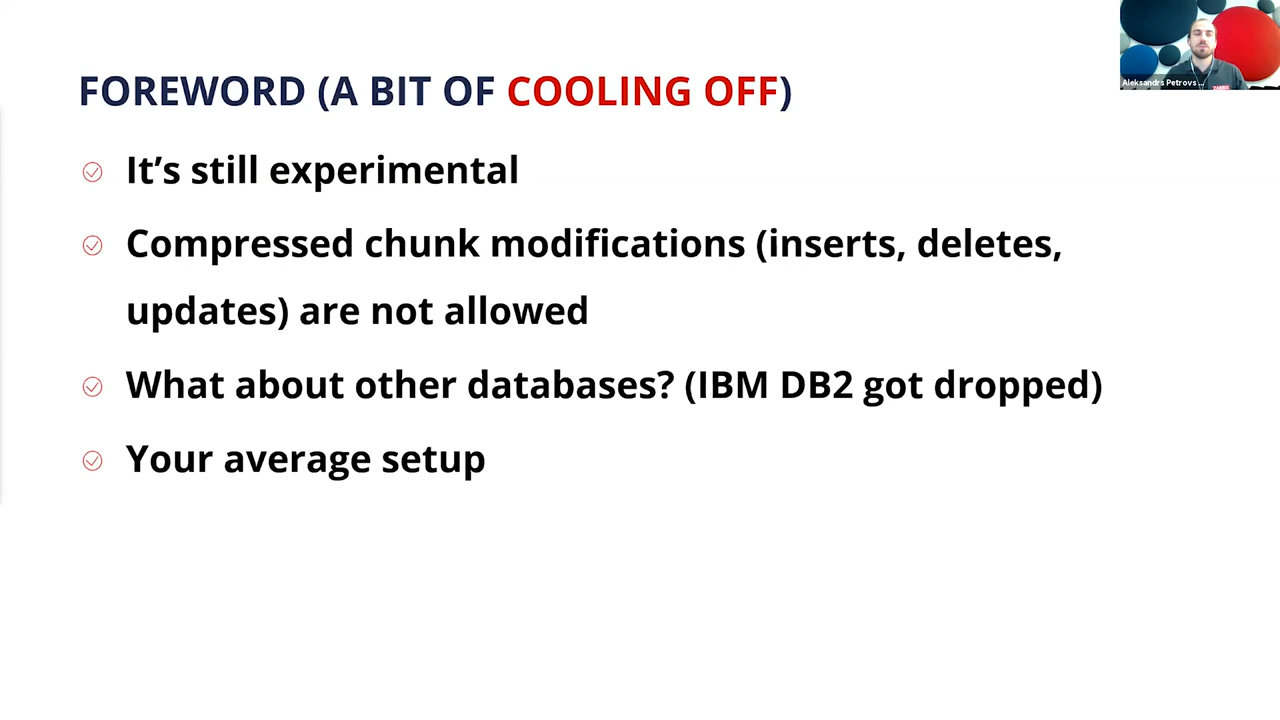 FOREWORD (A BIT OF COOLING OFF)
It's still experimental
Compressed chunk modifications (inserts, deletes,
updates) are not allowed
What about other databases? (IBM DB2 got dropped)
Your average setup
Aleksandrs Petrovs ...